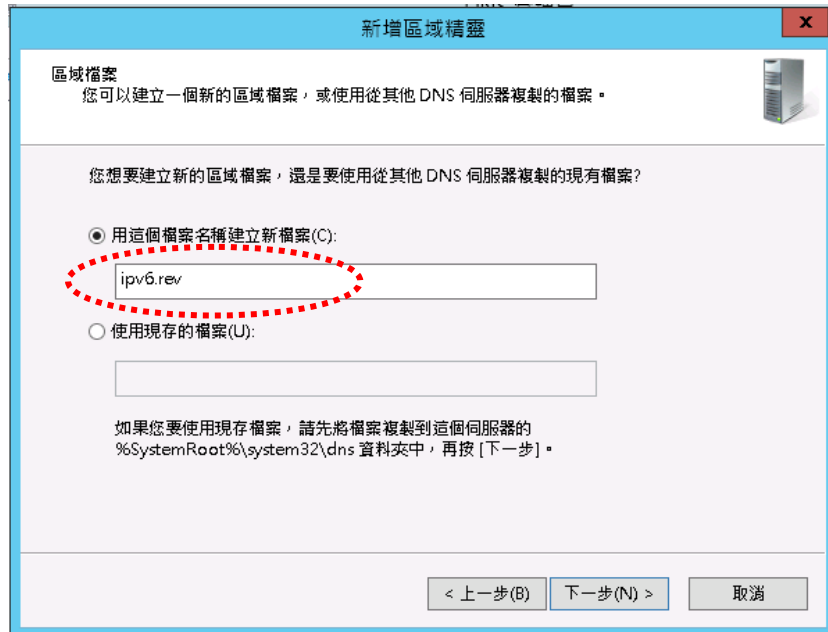 新增區域精靈
x
區域檔案
您可以建立一個新的區域檔案，或使用從其他 DNS 伺服器複製的檔案。
您想要建立新的區域檔案，還是要使用從其他 DNS 伺服器複製的現有檔案?
用這個檔案名稱建立新檔案(C):
ipv6.rev
使用現存的檔案(U):
如果您要使用現存檔案，請先將檔案複製到這個伺服器的
%SystemRoot%\system32\dns 資料夾中，再按 [下一步]。
< 上一步(B) 下一步(N) > 取消